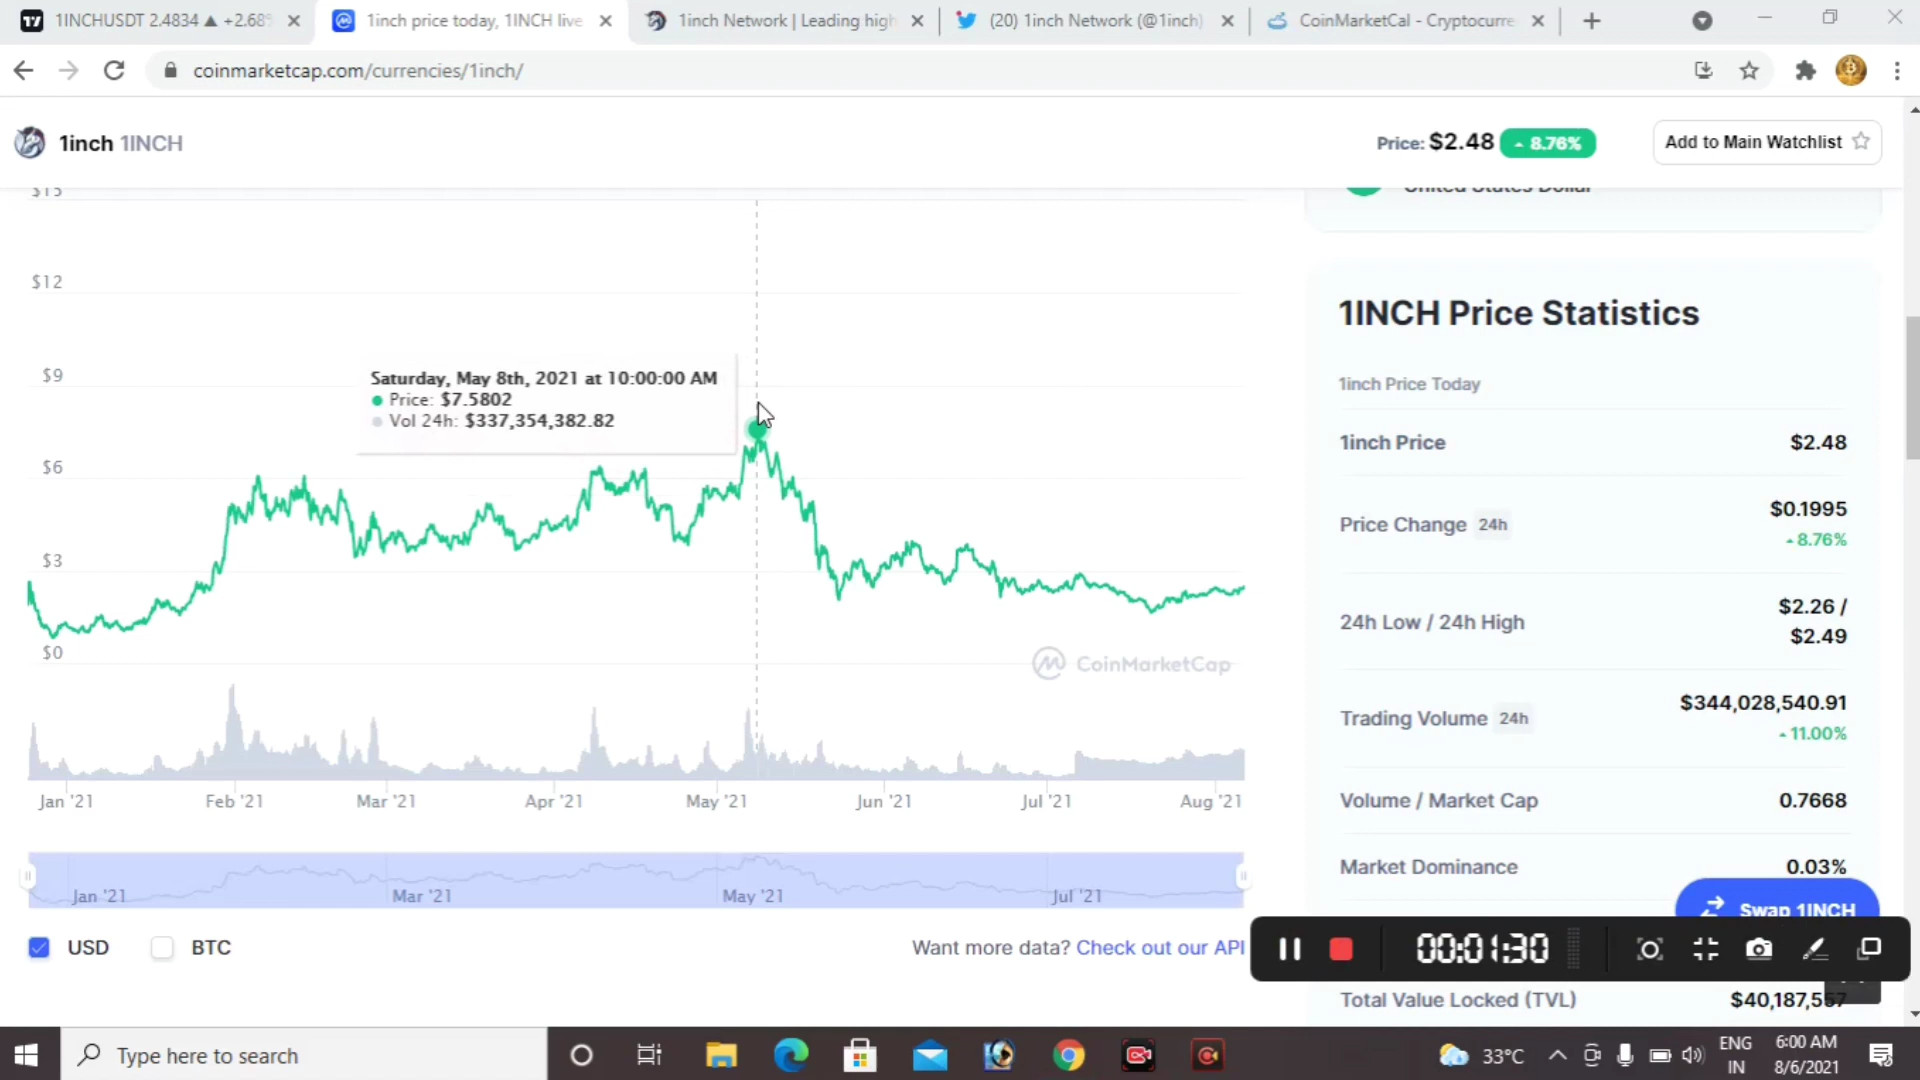 1INCHUSDT 2.4834 ▲ +2.68%
1inch price today, 1INCH live
1inch Network | Leading high
(20) 1inch Network (@1inch)
CoinMarketCal - Cryptocurre
coinmarketcap.com/currencies/1inch/
1inch 1INCH
Price: $2.48 8.76%
Add to Main Watchlist
$15
United States Dollar
$12
$9
$6
$3
$0
Saturday, May 8th, 2021 at 10:00:00 AM
Price: $7.5802
Vol 24h: $337,354,382.82
CoinMarketCap
Jan '21 Feb '21 Mar '21 Apr '21 May '21 Jun '21 Jul '21 Aug '21
Jan '21 Mar '21 May '21 Jul '21
USD BTC
Want more data? Check out our API
1INCH Price Statistics
1inch Price Today
1inch Price $2.48
Price Change 24h $0.1995
8.76%
24h Low / 24h High $2.26 /
$2.49
Trading Volume 24h $344,028,540.91
11.00%
Volume / Market Cap 0.7668
Market Dominance 0.03%
Swap 1INCH
00:01:30
Total Value Locked (TVL) $40,187,557
Type here to search
33°C
ENG
IN
6:00 AM
8/6/2021